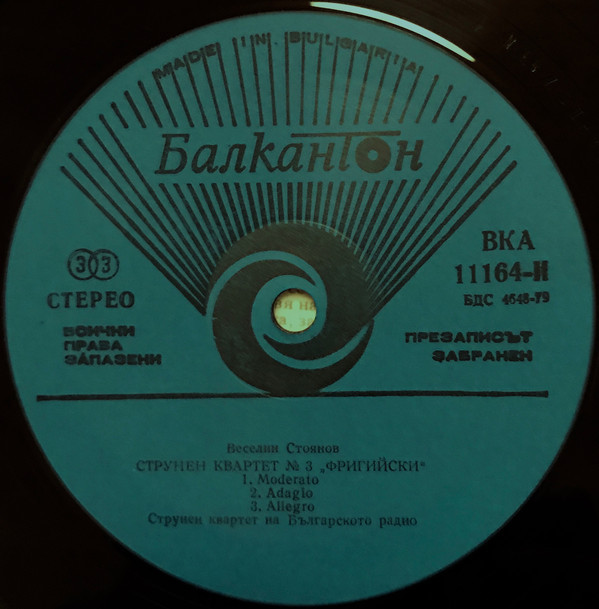 MADE IN BULGARIA
Балкантон
33
СТЕРЕО
ВСИЧКИ
ПРАВА
ЗАПАЗЕНИ
ВКА
11164-И
БДС 4648-79
ПРЕЗАПИСЪТ
ЗАБРАНЕН
Веселин Стоянов
СТРУНЕН КВАРТЕТ № 3 „ФРИГИЙСКИ“
1. Moderato
2. Adagio
3. Allegro
Струнен квартет на Българското радио